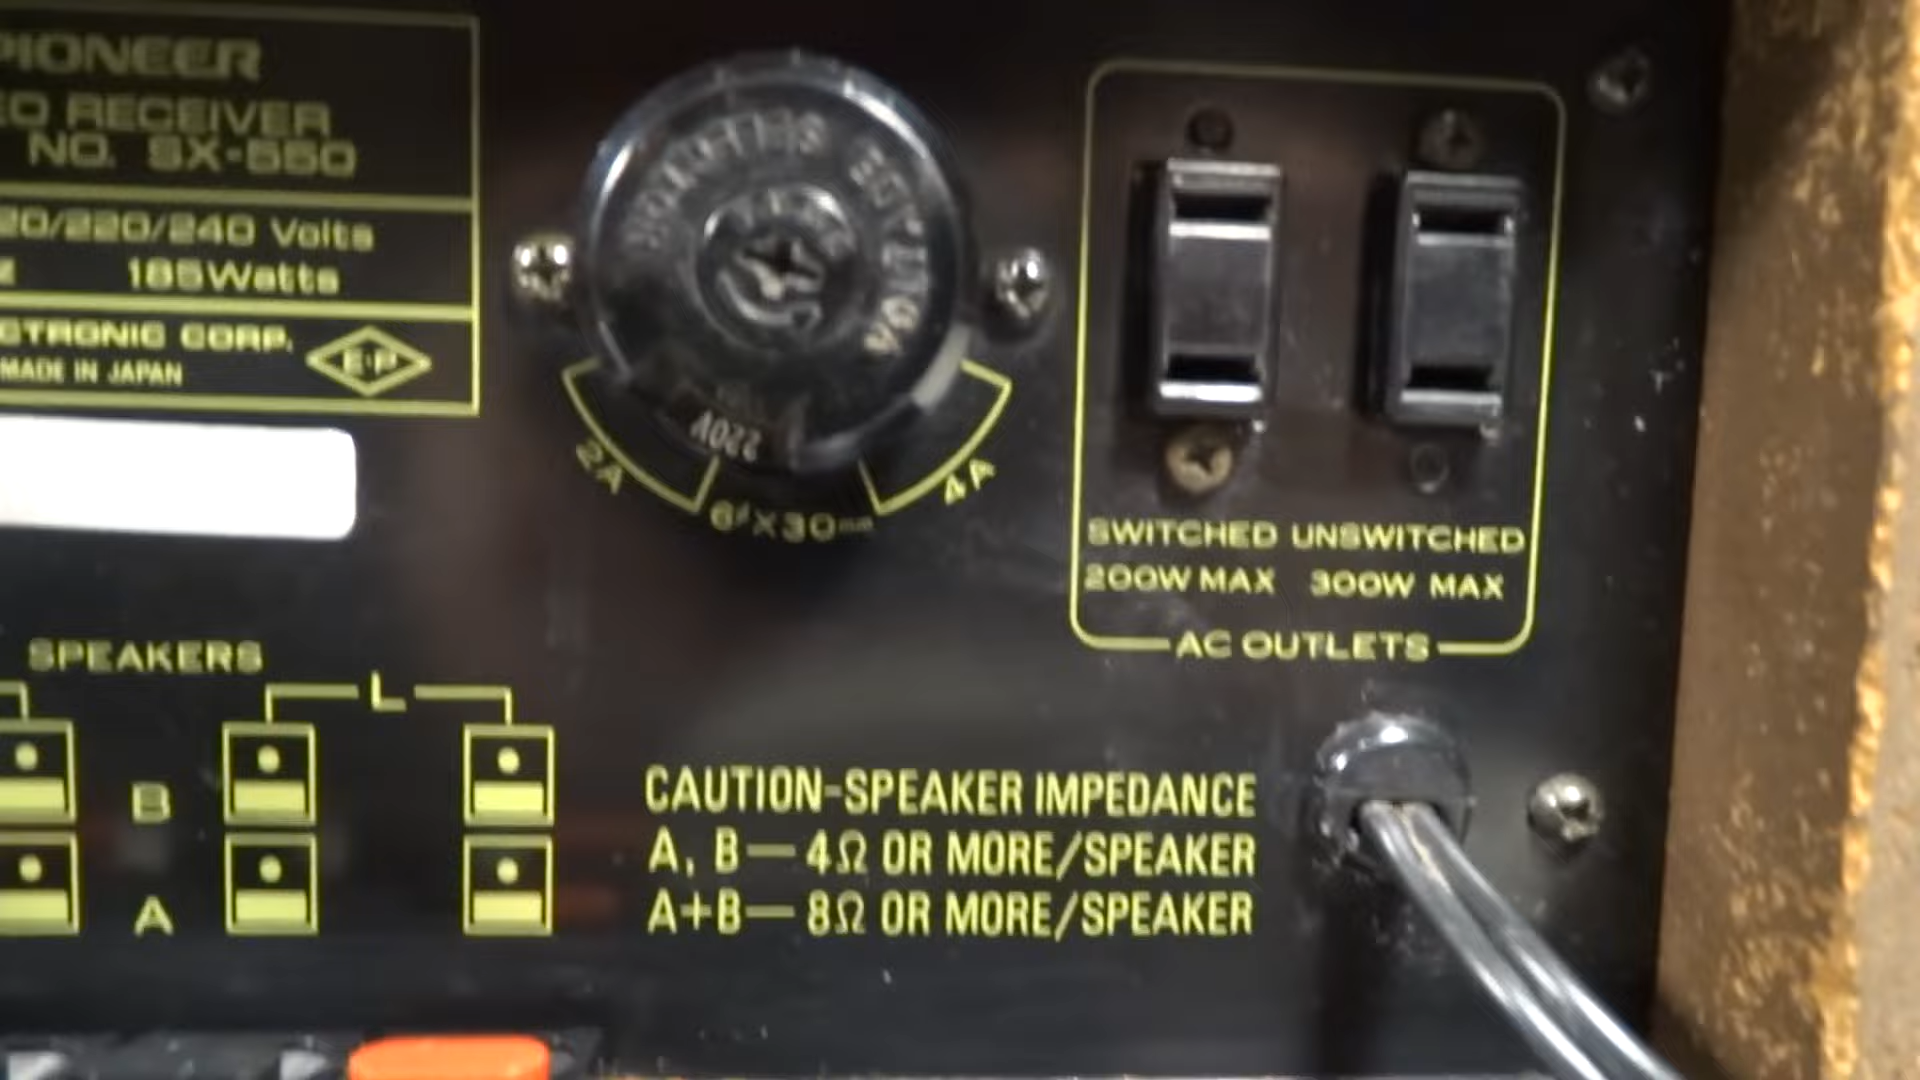 PIONEER
EO RECEIVER
NO. SX-550
20/220/240 Volts
185Watts
CTRONIC CORP.
MADE IN JAPAN
E·P
220V
2A
4A
6ᶲX30mm
SWITCHED UNSWITCHED
200W MAX 300W MAX
AC OUTLETS
SPEAKERS
L
B
A
CAUTION-SPEAKER IMPEDANCE
A, B— 4Ω OR MORE/SPEAKER
A+B— 8Ω OR MORE/SPEAKER